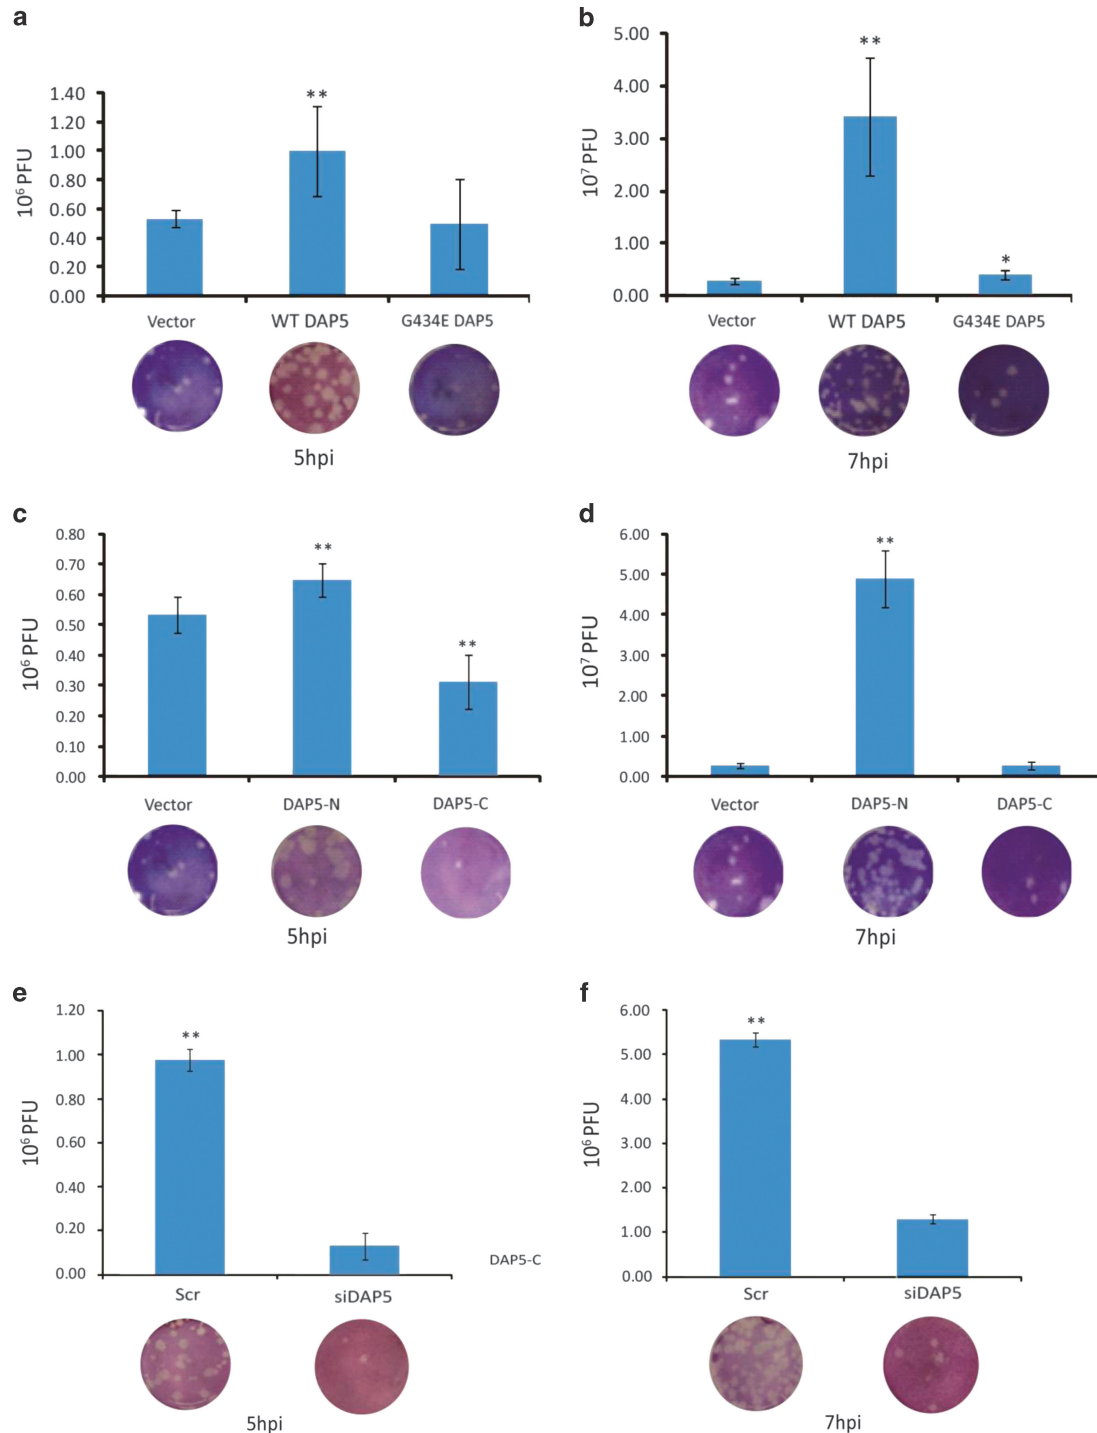 a
10⁶ PFU
1.40
1.20
1.00
0.80
0.60
0.40
0.20
0.00
**
Vector WT DAP5 G434E DAP5
5hpi
b
10⁷ PFU
5.00
4.00
3.00
2.00
1.00
0.00
**
*
Vector WT DAP5 G434E DAP5
7hpi
c
10⁶ PFU
0.80
0.70
0.60
0.50
0.40
0.30
0.20
0.10
0.00
**
**
Vector DAP5-N DAP5-C
5hpi
d
10⁷ PFU
6.00
5.00
4.00
3.00
2.00
1.00
0.00
**
Vector DAP5-N DAP5-C
7hpi
e
10⁶ PFU
1.20
1.00
0.80
0.60
0.40
0.20
0.00
**
Scr siDAP5
DAP5-C
5hpi
f
10⁶ PFU
6.00
5.00
4.00
3.00
2.00
1.00
0.00
**
Scr siDAP5
7hpi